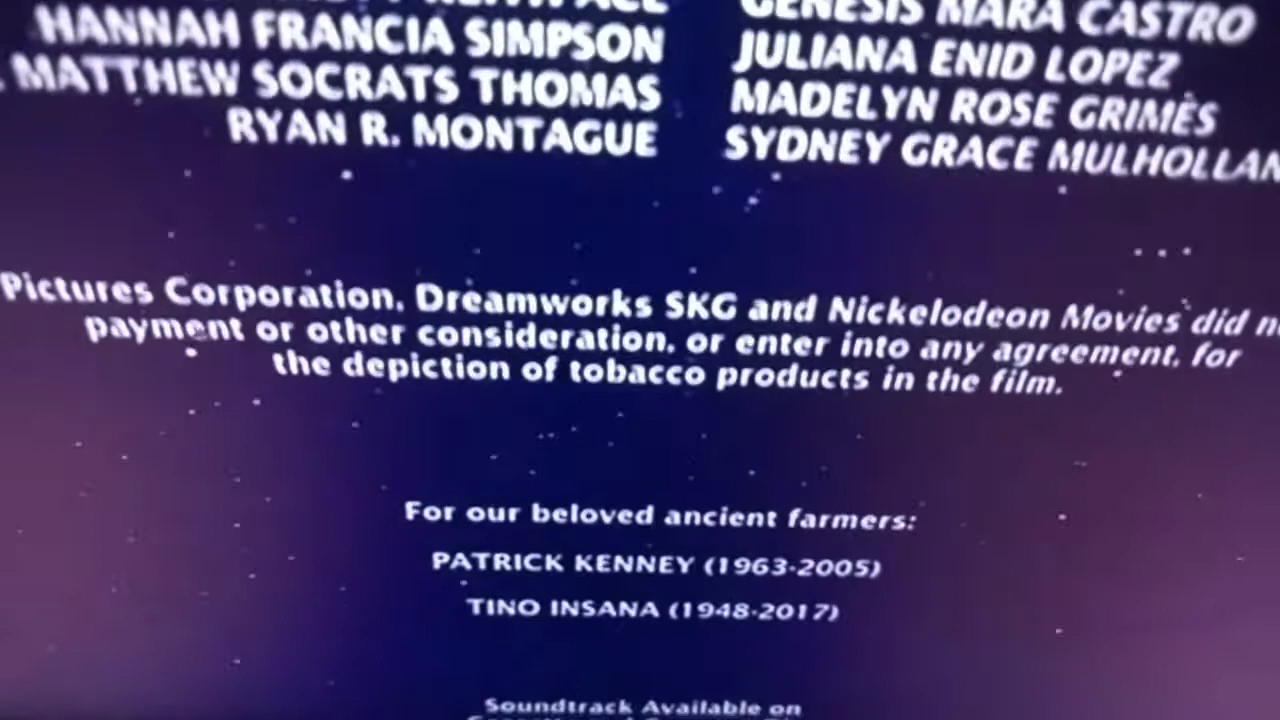 HANNAH FRANCIA SIMPSON
MATTHEW SOCRATS THOMAS
RYAN R. MONTAGUE
GENESIS MARA CASTRO
JULIANA ENID LOPEZ
MADELYN ROSE GRIMES
SYDNEY GRACE MULHOLLAN
Pictures Corporation, Dreamworks SKG and Nickelodeon Movies did n
payment or other consideration, or enter into any agreement, for
the depiction of tobacco products in the film.
For our beloved ancient farmers:
PATRICK KENNEY (1963-2005)
TINO INSANA (1948-2017)
Soundtrack Available on